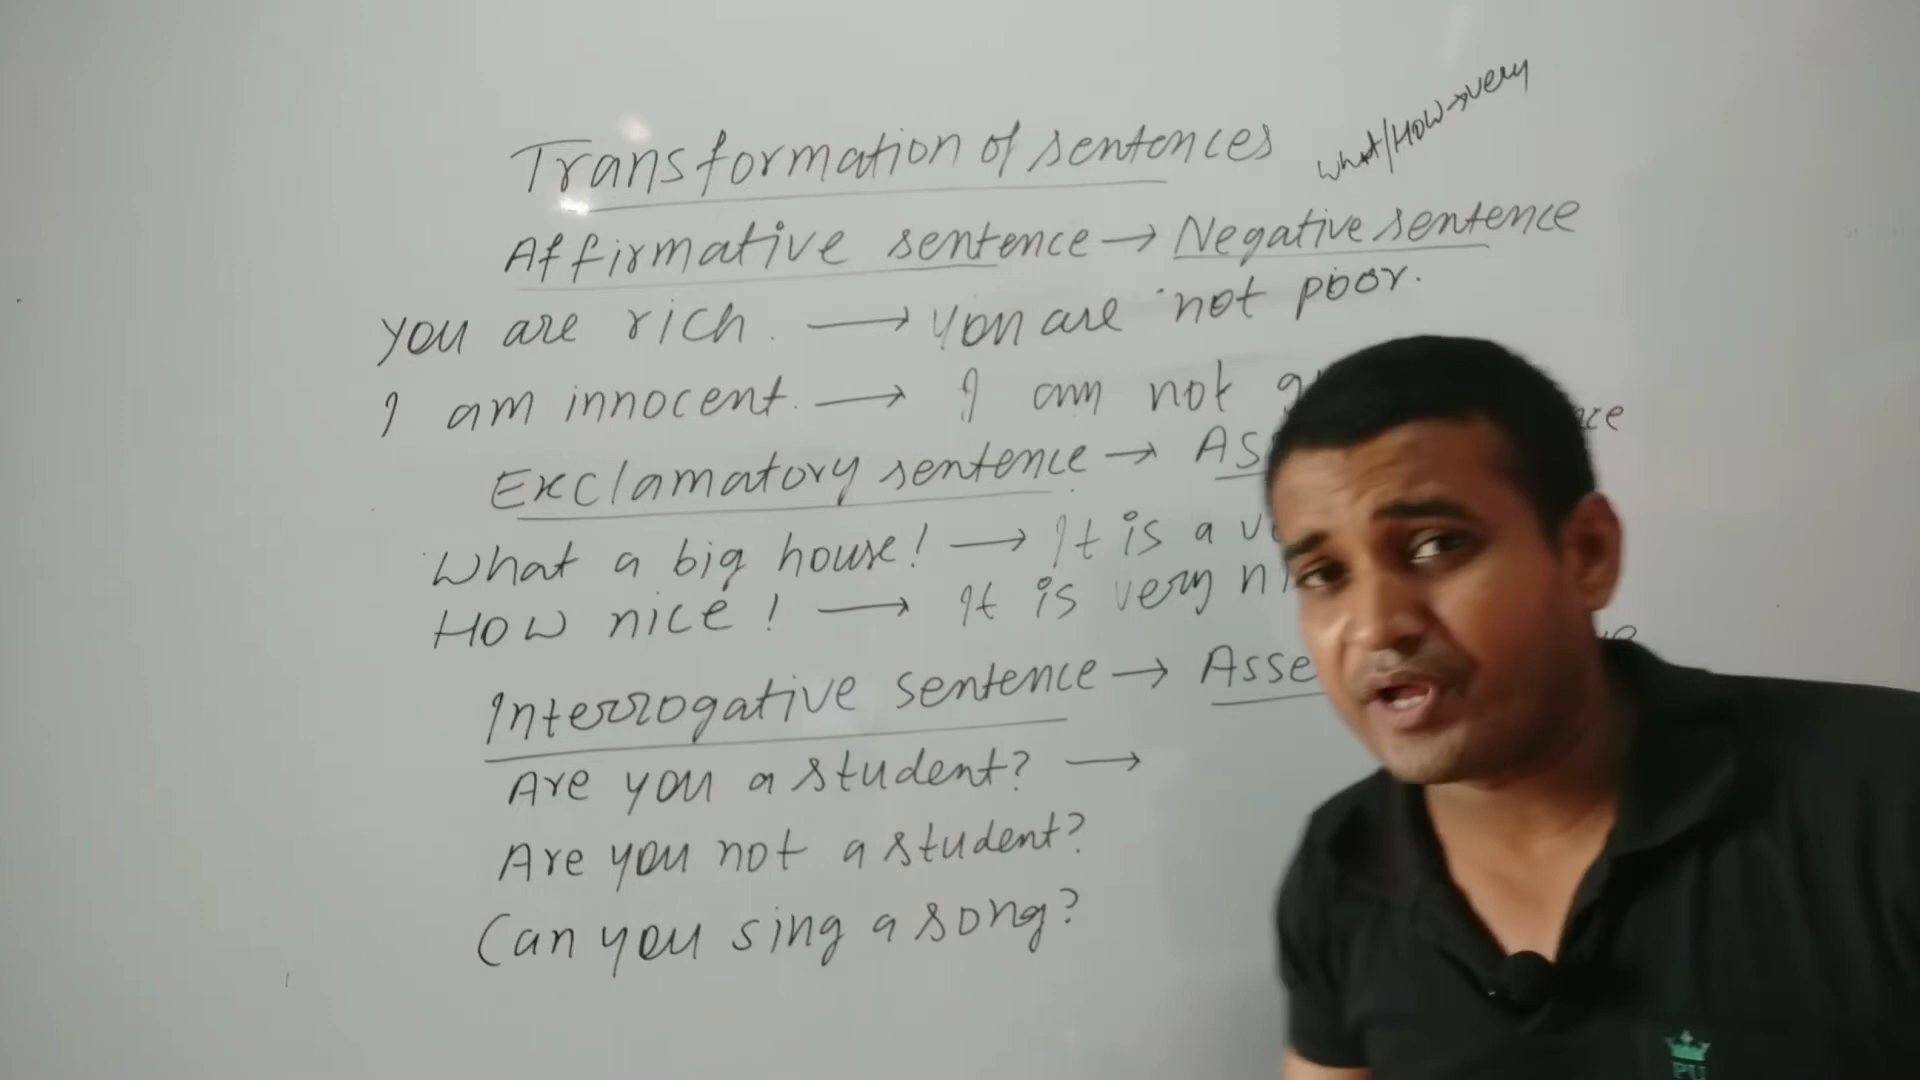 What/How→very
Transformation of sentences
Affirmative sentence → Negative sentence
You are rich. → You are not poor.
I am innocent. → I am not
Exclamatory sentence →
What a big house! → It is a
How nice! → It is very
Interrogative sentence →
Are you a student? →
Are you not a student?
Can you sing a song?